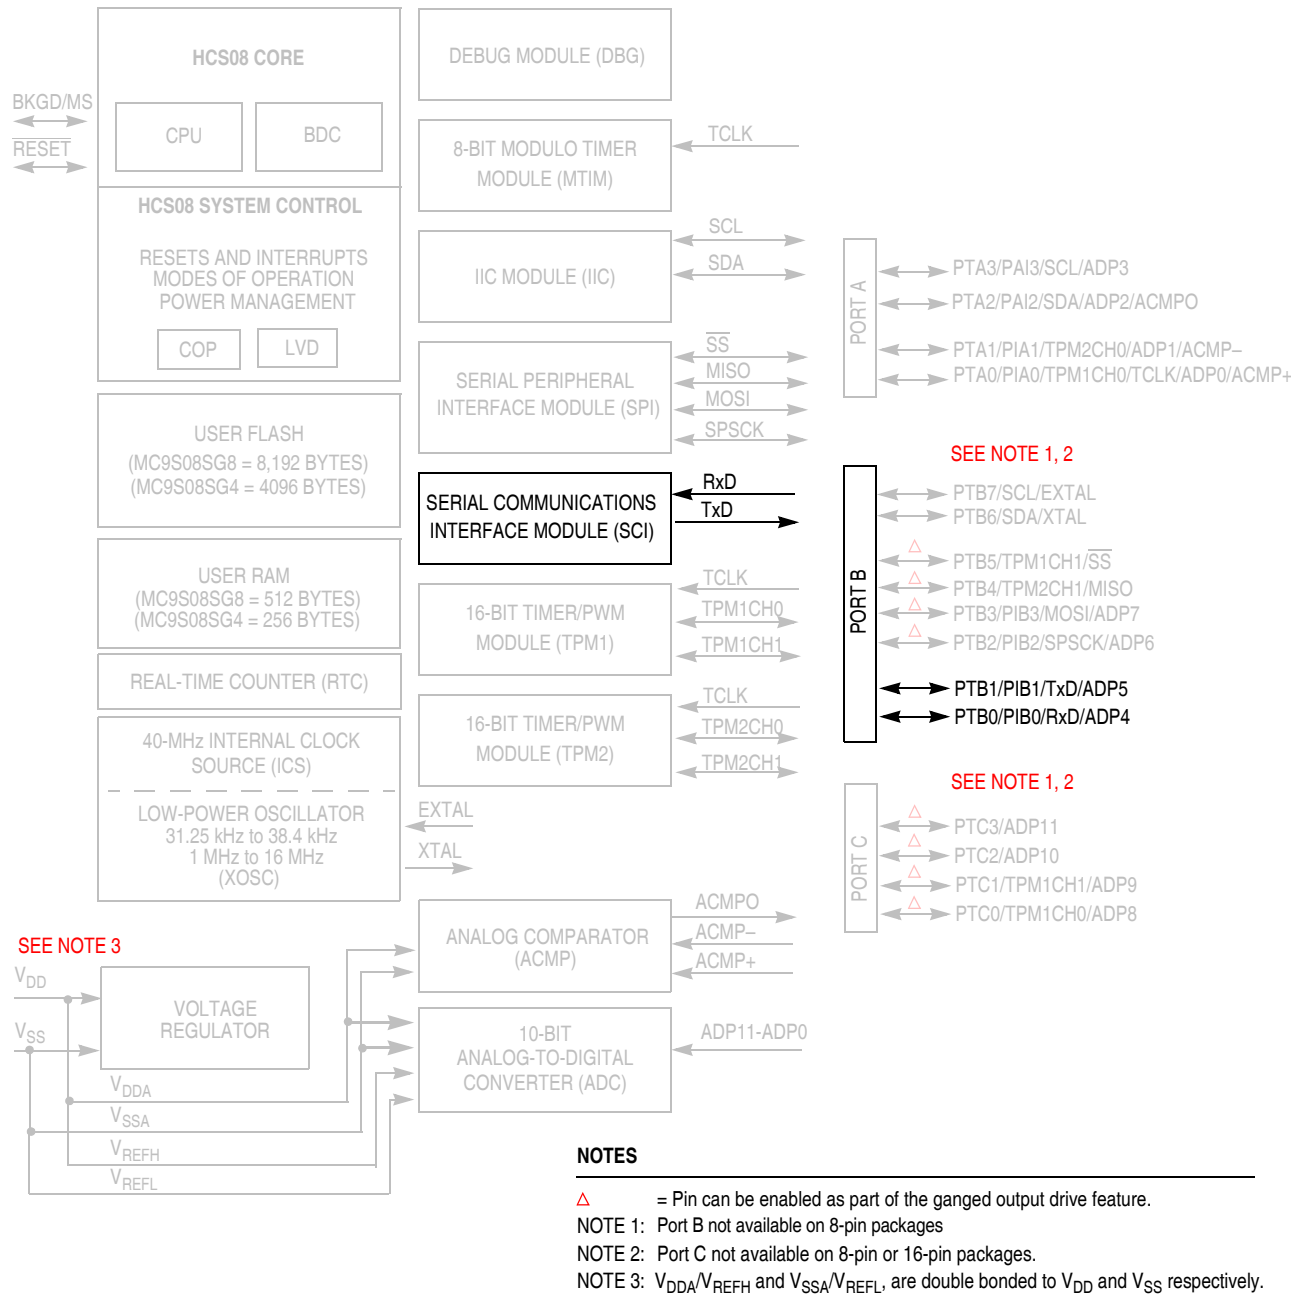 HCS08 CORE
CPU
BDC
BKGD/MS
RESET
HCS08 SYSTEM CONTROL
RESETS AND INTERRUPTS
MODES OF OPERATION
POWER MANAGEMENT
COP
LVD
USER FLASH
(MC9S08SG8 = 8,192 BYTES)
(MC9S08SG4 = 4096 BYTES)
USER RAM
(MC9S08SG8 = 512 BYTES)
(MC9S08SG4 = 256 BYTES)
REAL-TIME COUNTER (RTC)
40-MHz INTERNAL CLOCK
SOURCE (ICS)
LOW-POWER OSCILLATOR
31.25 kHz to 38.4 kHz
1 MHz to 16 MHz
(XOSC)
EXTAL
XTAL
SEE NOTE 3
VDD
VSS
VOLTAGE
REGULATOR
VDDA
VSSA
VREFH
VREFL
DEBUG MODULE (DBG)
8-BIT MODULO TIMER
MODULE (MTIM)
TCLK
IIC MODULE (IIC)
SCL
SDA
SERIAL PERIPHERAL
INTERFACE MODULE (SPI)
SS
MISO
MOSI
SPSCK
SERIAL COMMUNICATIONS
INTERFACE MODULE (SCI)
RxD
TxD
16-BIT TIMER/PWM
MODULE (TPM1)
TCLK
TPM1CH0
TPM1CH1
16-BIT TIMER/PWM
MODULE (TPM2)
TCLK
TPM2CH0
TPM2CH1
ANALOG COMPARATOR
(ACMP)
ACMPO
ACMP–
ACMP+
10-BIT
ANALOG-TO-DIGITAL
CONVERTER (ADC)
ADP11-ADP0
PORT A
PTA3/PAI3/SCL/ADP3
PTA2/PAI2/SDA/ADP2/ACMPO
PTA1/PIA1/TPM2CH0/ADP1/ACMP–
PTA0/PIA0/TPM1CH0/TCLK/ADP0/ACMP+
SEE NOTE 1, 2
PORT B
PTB7/SCL/EXTAL
PTB6/SDA/XTAL
PTB5/TPM1CH1/SS
PTB4/TPM2CH1/MISO
PTB3/PIB3/MOSI/ADP7
PTB2/PIB2/SPSCK/ADP6
PTB1/PIB1/TxD/ADP5
PTB0/PIB0/RxD/ADP4
SEE NOTE 1, 2
PORT C
PTC3/ADP11
PTC2/ADP10
PTC1/TPM1CH1/ADP9
PTC0/TPM1CH0/ADP8
NOTES
△ = Pin can be enabled as part of the ganged output drive feature.
NOTE 1: Port B not available on 8-pin packages
NOTE 2: Port C not available on 8-pin or 16-pin packages.
NOTE 3: VDDA/VREFH and VSSA/VREFL, are double bonded to VDD and VSS respectively.